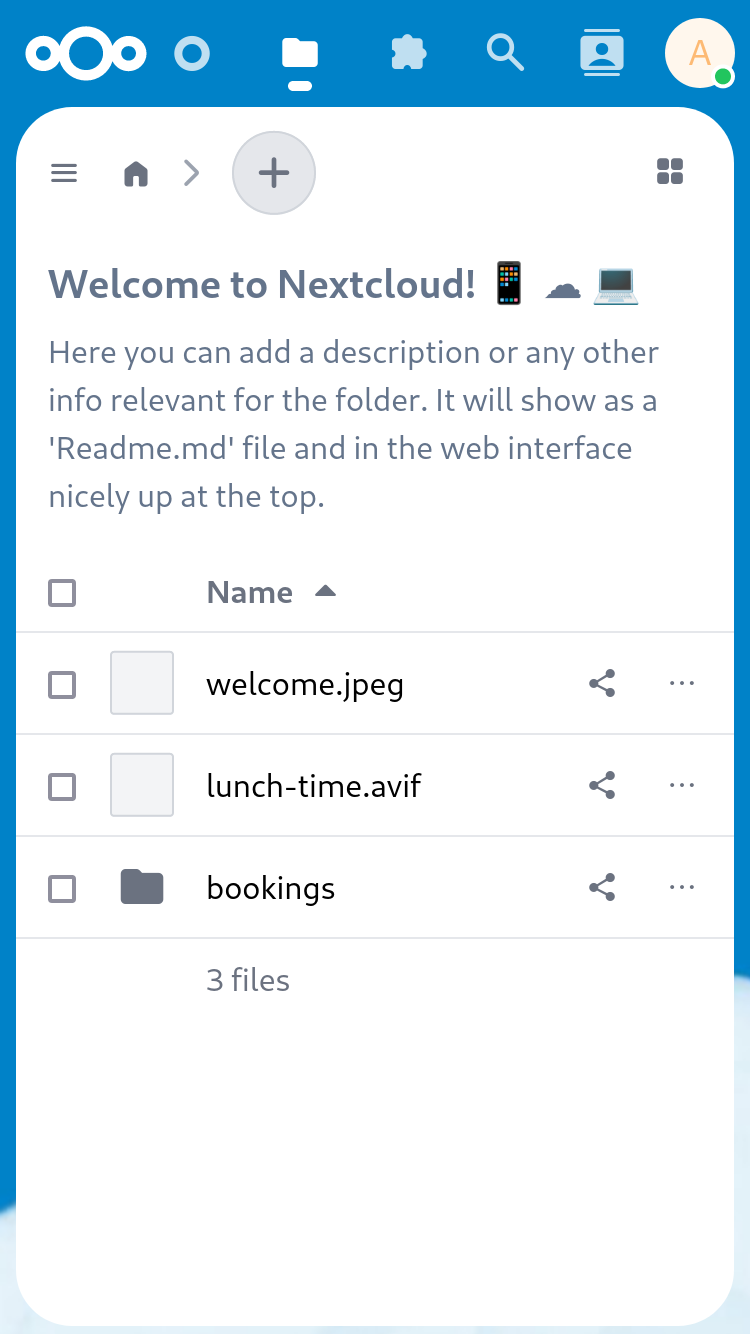 A
Welcome to Nextcloud! 📱 ☁ 💻
Here you can add a description or any other
info relevant for the folder. It will show as a
'Readme.md' file and in the web interface
nicely up at the top.
Name
welcome.jpeg
lunch-time.avif
bookings
3 files